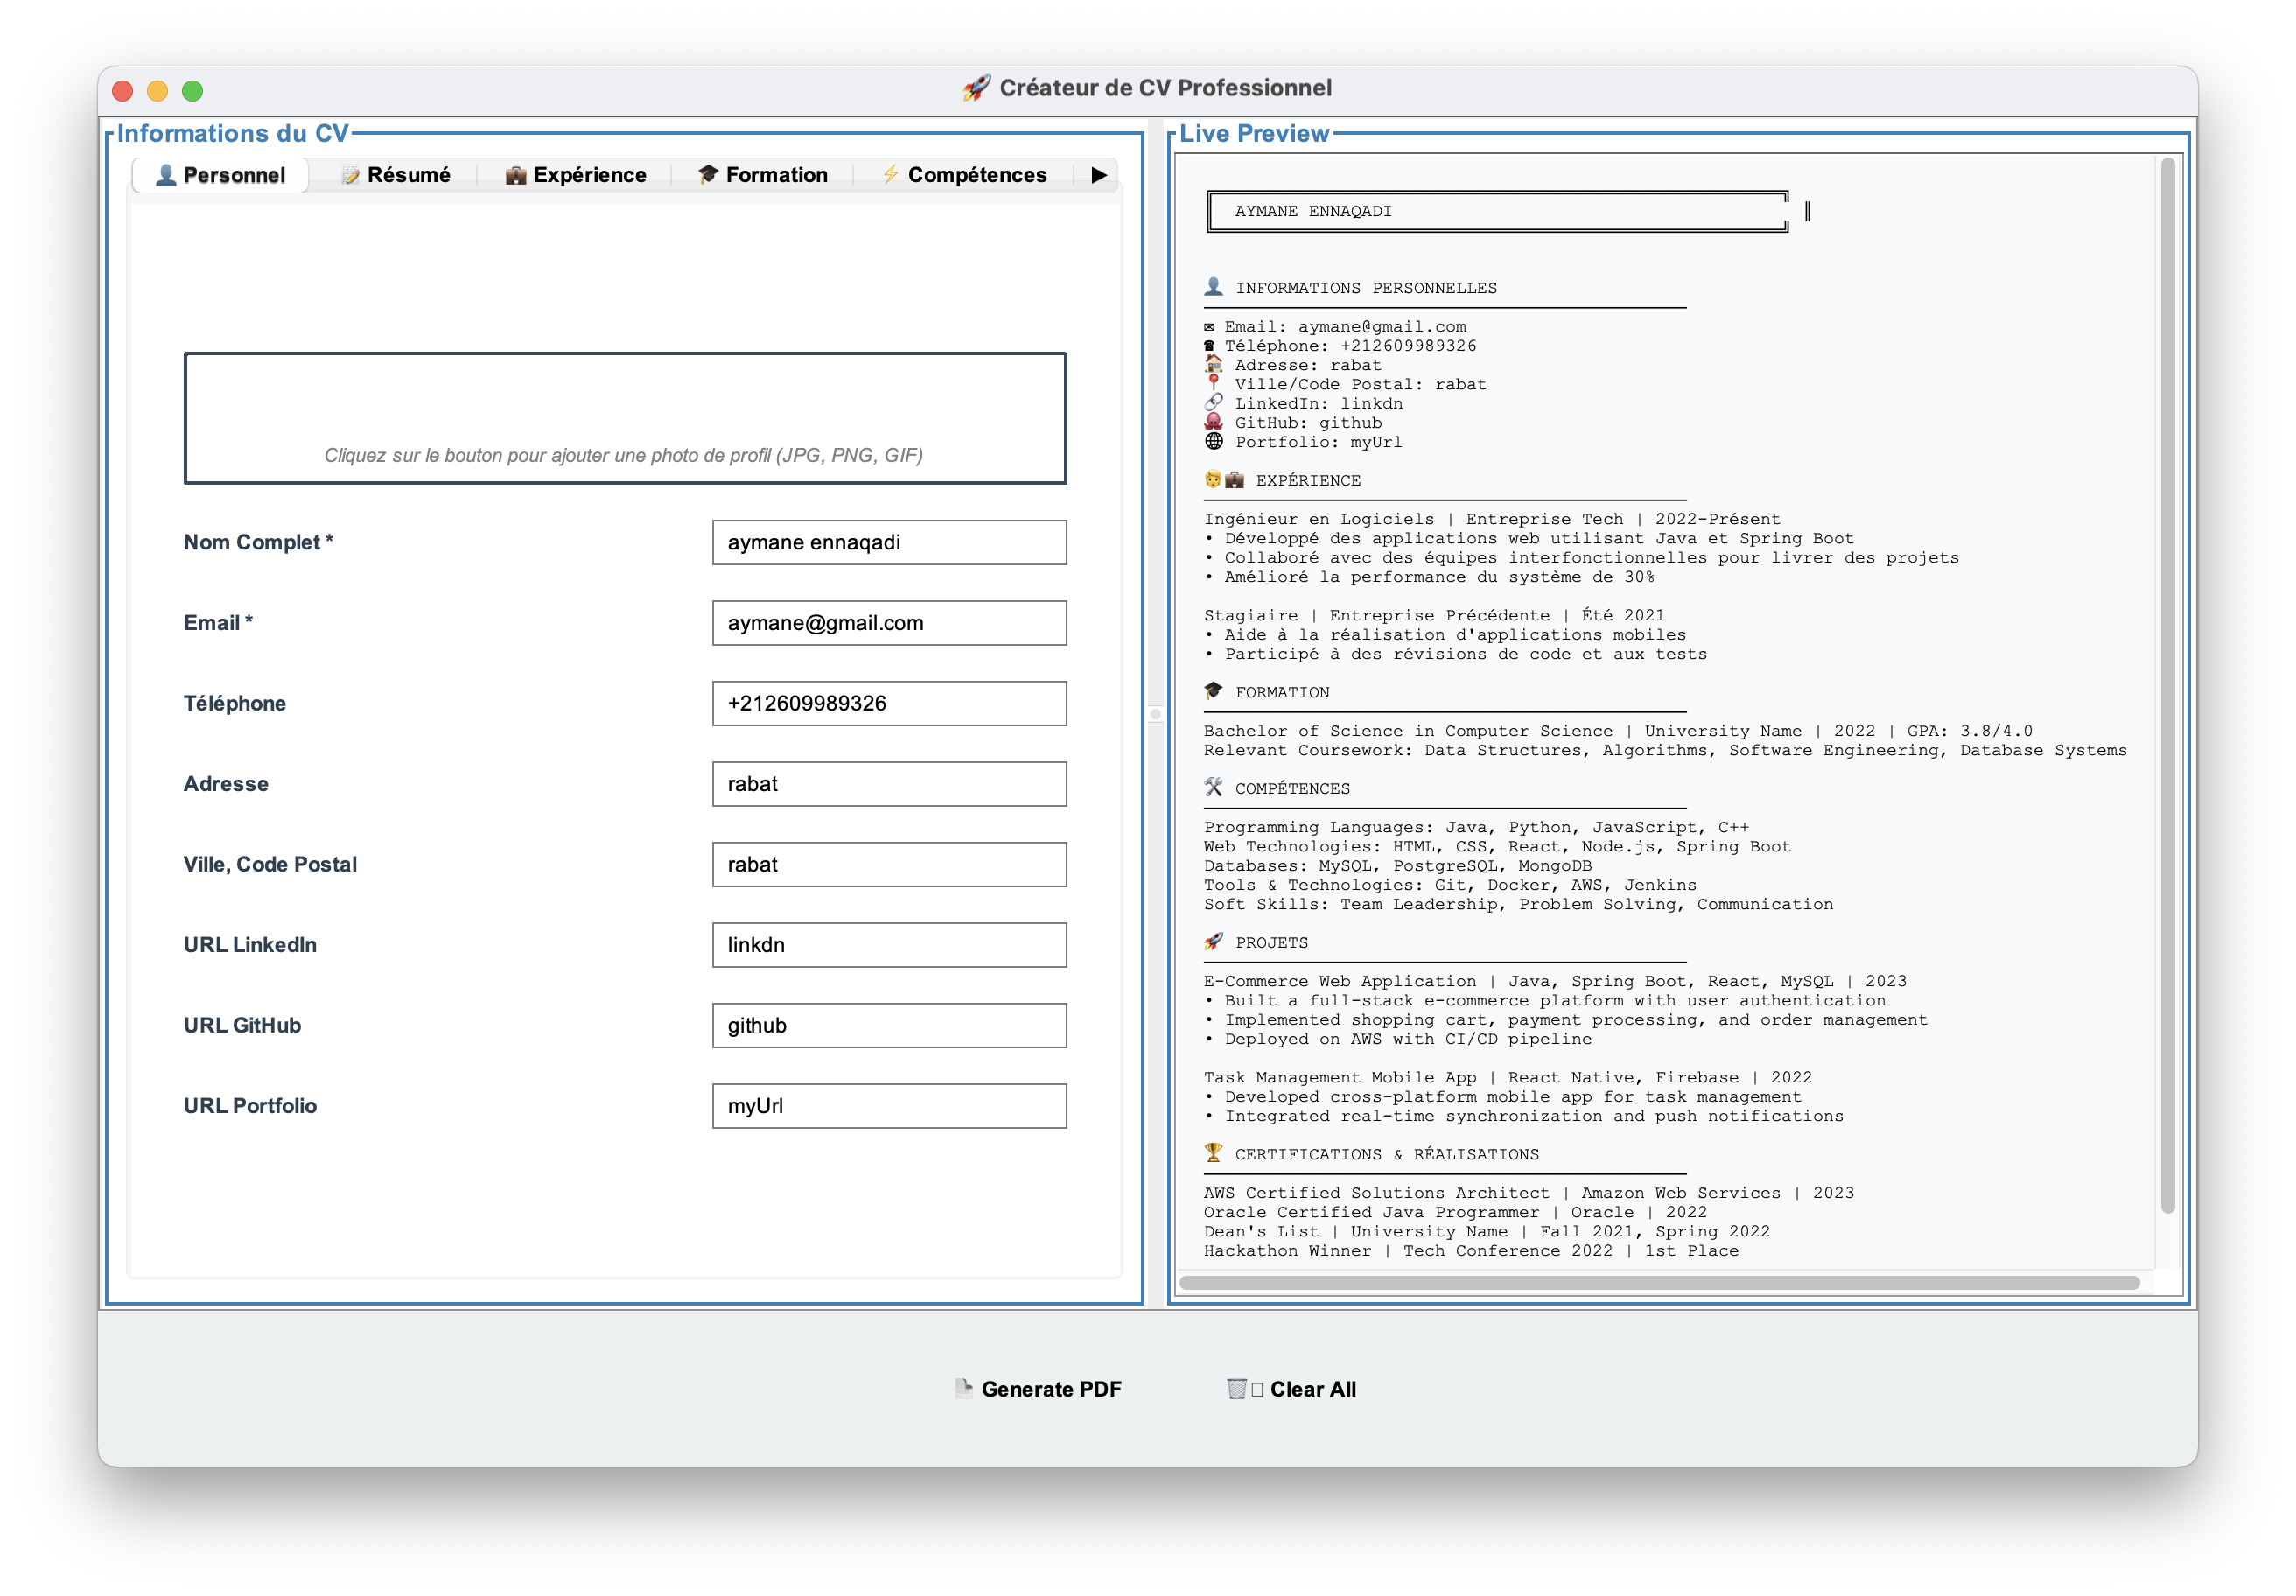 🚀 Créateur de CV Professionnel
Informations du CV
👤 Personnel
📝 Résumé
💼 Expérience
🎓 Formation
⚡ Compétences
▶
Cliquez sur le bouton pour ajouter une photo de profil (JPG, PNG, GIF)
Nom Complet * aymane ennaqadi
Email * aymane@gmail.com
Téléphone +212609989326
Adresse rabat
Ville, Code Postal rabat
URL LinkedIn linkdn
URL GitHub github
URL Portfolio myUrl
Live Preview
AYMANE ENNAQADI
👤 INFORMATIONS PERSONNELLES
✉ Email: aymane@gmail.com
☎ Téléphone: +212609989326
🏠 Adresse: rabat
📍 Ville/Code Postal: rabat
🔗 LinkedIn: linkdn
🐙 GitHub: github
🌐 Portfolio: myUrl
👨💼 EXPÉRIENCE
Ingénieur en Logiciels | Entreprise Tech | 2022-Présent
• Développé des applications web utilisant Java et Spring Boot
• Collaboré avec des équipes interfonctionnelles pour livrer des projets
• Amélioré la performance du système de 30%
Stagiaire | Entreprise Précédente | Été 2021
• Aide à la réalisation d'applications mobiles
• Participé à des révisions de code et aux tests
🎓 FORMATION
Bachelor of Science in Computer Science | University Name | 2022 | GPA: 3.8/4.0
Relevant Coursework: Data Structures, Algorithms, Software Engineering, Database Systems
🛠 COMPÉTENCES
Programming Languages: Java, Python, JavaScript, C++
Web Technologies: HTML, CSS, React, Node.js, Spring Boot
Databases: MySQL, PostgreSQL, MongoDB
Tools & Technologies: Git, Docker, AWS, Jenkins
Soft Skills: Team Leadership, Problem Solving, Communication
🚀 PROJETS
E-Commerce Web Application | Java, Spring Boot, React, MySQL | 2023
• Built a full-stack e-commerce platform with user authentication
• Implemented shopping cart, payment processing, and order management
• Deployed on AWS with CI/CD pipeline
Task Management Mobile App | React Native, Firebase | 2022
• Developed cross-platform mobile app for task management
• Integrated real-time synchronization and push notifications
🏆 CERTIFICATIONS & RÉALISATIONS
AWS Certified Solutions Architect | Amazon Web Services | 2023
Oracle Certified Java Programmer | Oracle | 2022
Dean's List | University Name | Fall 2021, Spring 2022
Hackathon Winner | Tech Conference 2022 | 1st Place
📄 Generate PDF
🗑 Clear All